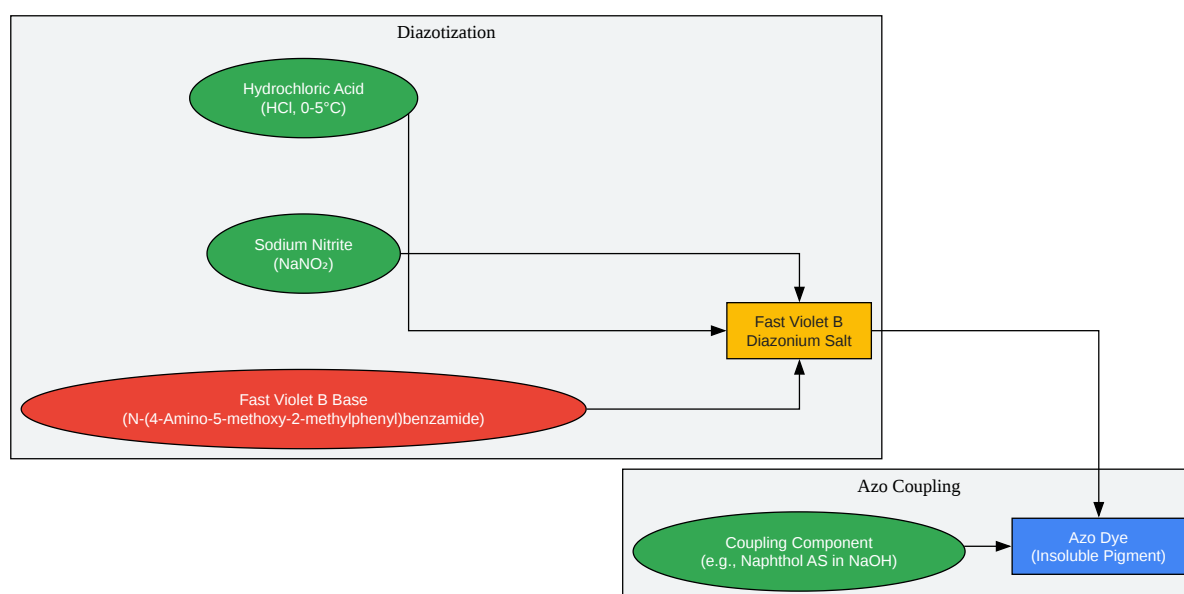 Diazotization
Hydrochloric Acid
(HCl, 0-5°C)
Sodium Nitrite
(NaNO₂)
Fast Violet B
Diazonium Salt
Fast Violet B Base
(N-(4-Amino-5-methoxy-2-methylphenyl)benzamide)
Azo Coupling
Coupling Component
(e.g., Naphthol AS in NaOH)
Azo Dye
(Insoluble Pigment)